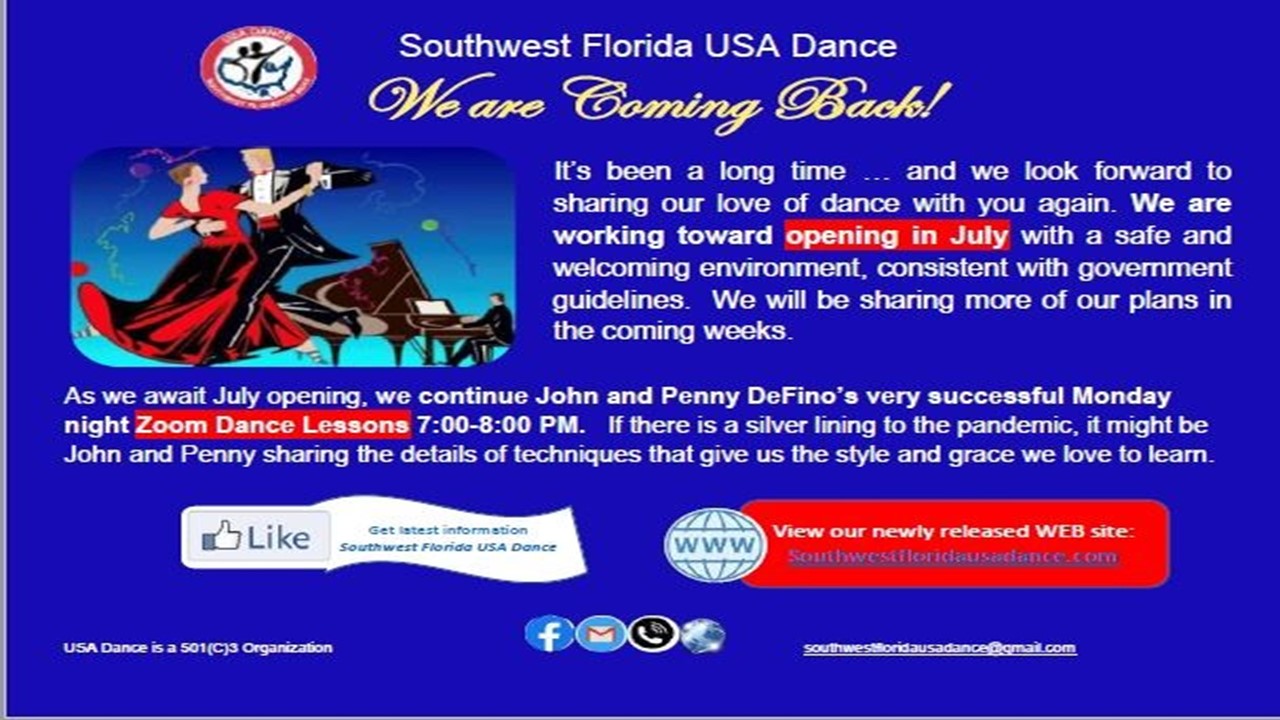 USA DANCE
Southwest Florida USA Dance
We are Coming Back!
It's been a long time … and we look forward to
sharing our love of dance with you again. We are
working toward opening in July with a safe and
welcoming environment, consistent with government
guidelines. We will be sharing more of our plans in
the coming weeks.
As we await July opening, we continue John and Penny DeFino's very successful Monday
night Zoom Dance Lessons 7:00-8:00 PM. If there is a silver lining to the pandemic, it might be
John and Penny sharing the details of techniques that give us the style and grace we love to learn.
Like
Get latest information
Southwest Florida USA Dance
www
View our newly released WEB site:
Southwestfloridausadance.com
USA Dance is a 501(C)3 Organization
southwestfloridausadance@gmail.com